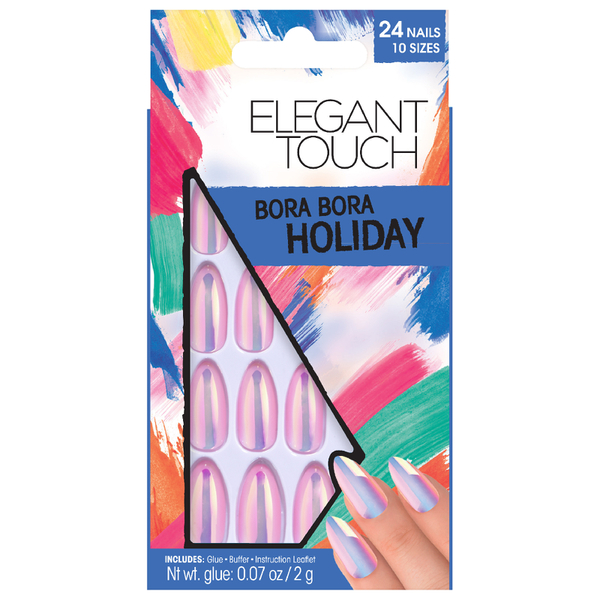 24 NAILS
10 SIZES
ELEGANT
TOUCH
BORA BORA
HOLIDAY
INCLUDES: Glue • Buffer • Instruction Leaflet
Nt wt. glue: 0.07 oz / 2 g